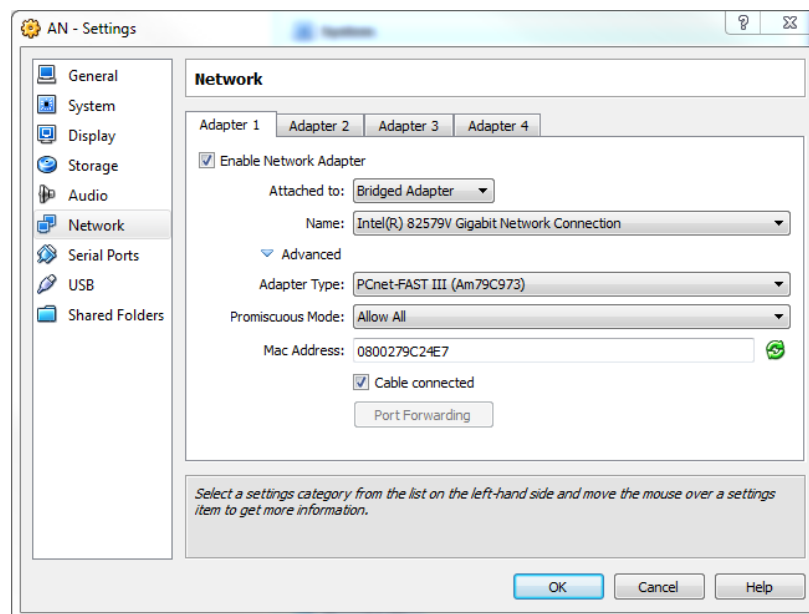 AN - Settings
General
System
Display
Storage
Audio
Network
Serial Ports
USB
Shared Folders
Network
Adapter 1 Adapter 2 Adapter 3 Adapter 4
Enable Network Adapter
Attached to: Bridged Adapter
Name: Intel(R) 82579V Gigabit Network Connection
Advanced
Adapter Type: PCnet-FAST III (Am79C973)
Promiscuous Mode: Allow All
Mac Address: 0800279C24E7
Cable connected
Port Forwarding
Select a settings category from the list on the left-hand side and move the mouse over a settings
item to get more information.
OK Cancel Help